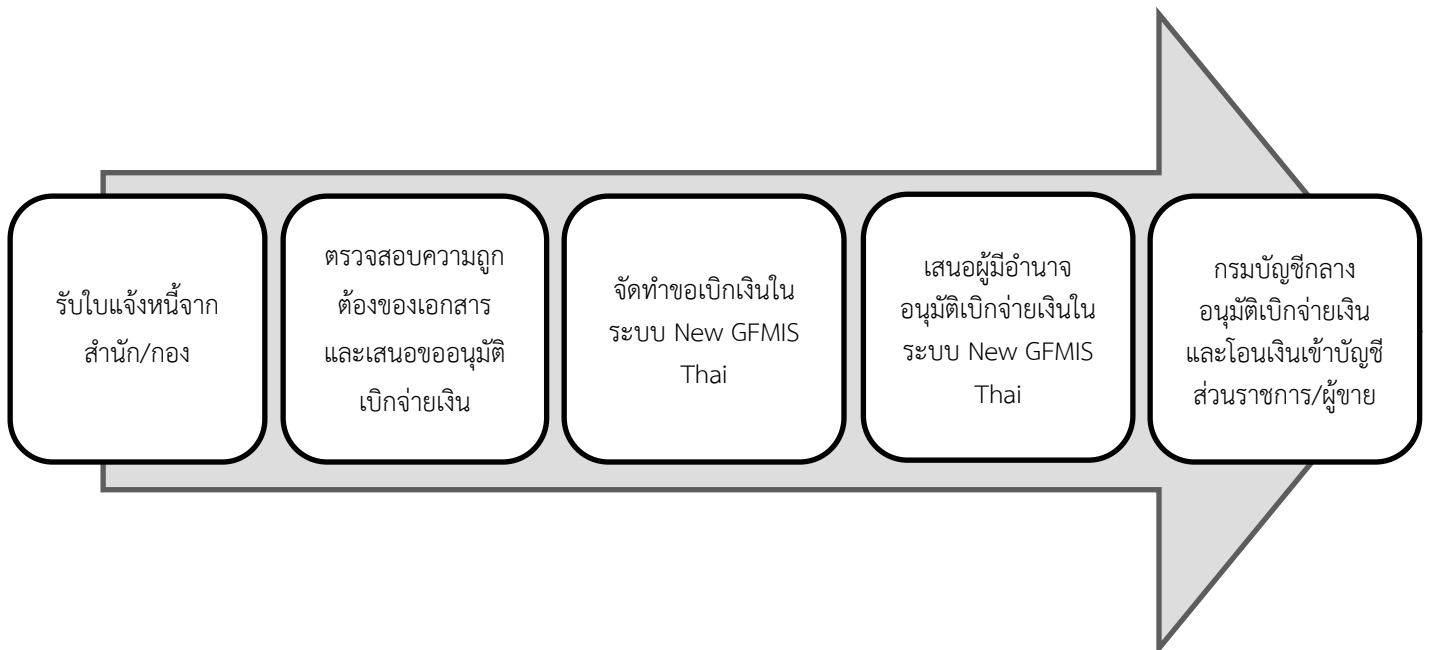 รับใบแจ้งหนี้จาก
สำนัก/กอง
ตรวจสอบความถูก
ต้องของเอกสาร
และเสนอขออนุมัติ
เบิกจ่ายเงิน
จัดทำขอเบิกเงินใน
ระบบ New GFMIS
Thai
เสนอผู้มีอำนาจ
อนุมัติเบิกจ่ายเงินใน
ระบบ New GFMIS
Thai
กรมบัญชีกลาง
อนุมัติเบิกจ่ายเงิน
และโอนเงินเข้าบัญชี
ส่วนราชการ/ผู้ขาย